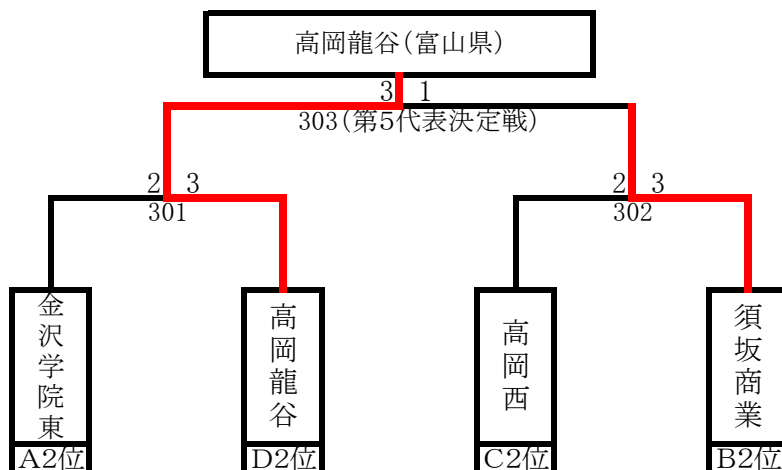 高岡龍谷(富山県)
3 1
303(第5代表決定戦)
2 3
301
2 3
302
金沢学院東
高岡龍谷
高岡西
須坂商業
A2位
D2位
C2位
B2位